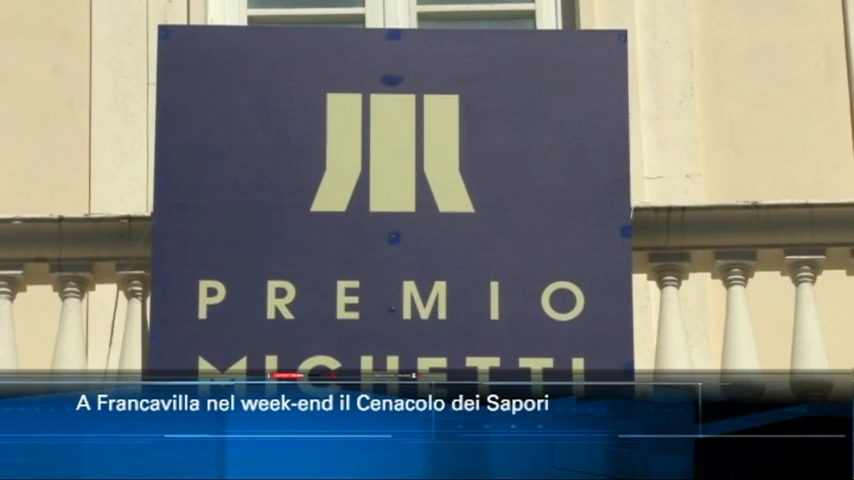 PREMIO
MICHETTI
A Francavilla nel week-end il Cenacolo dei Sapori